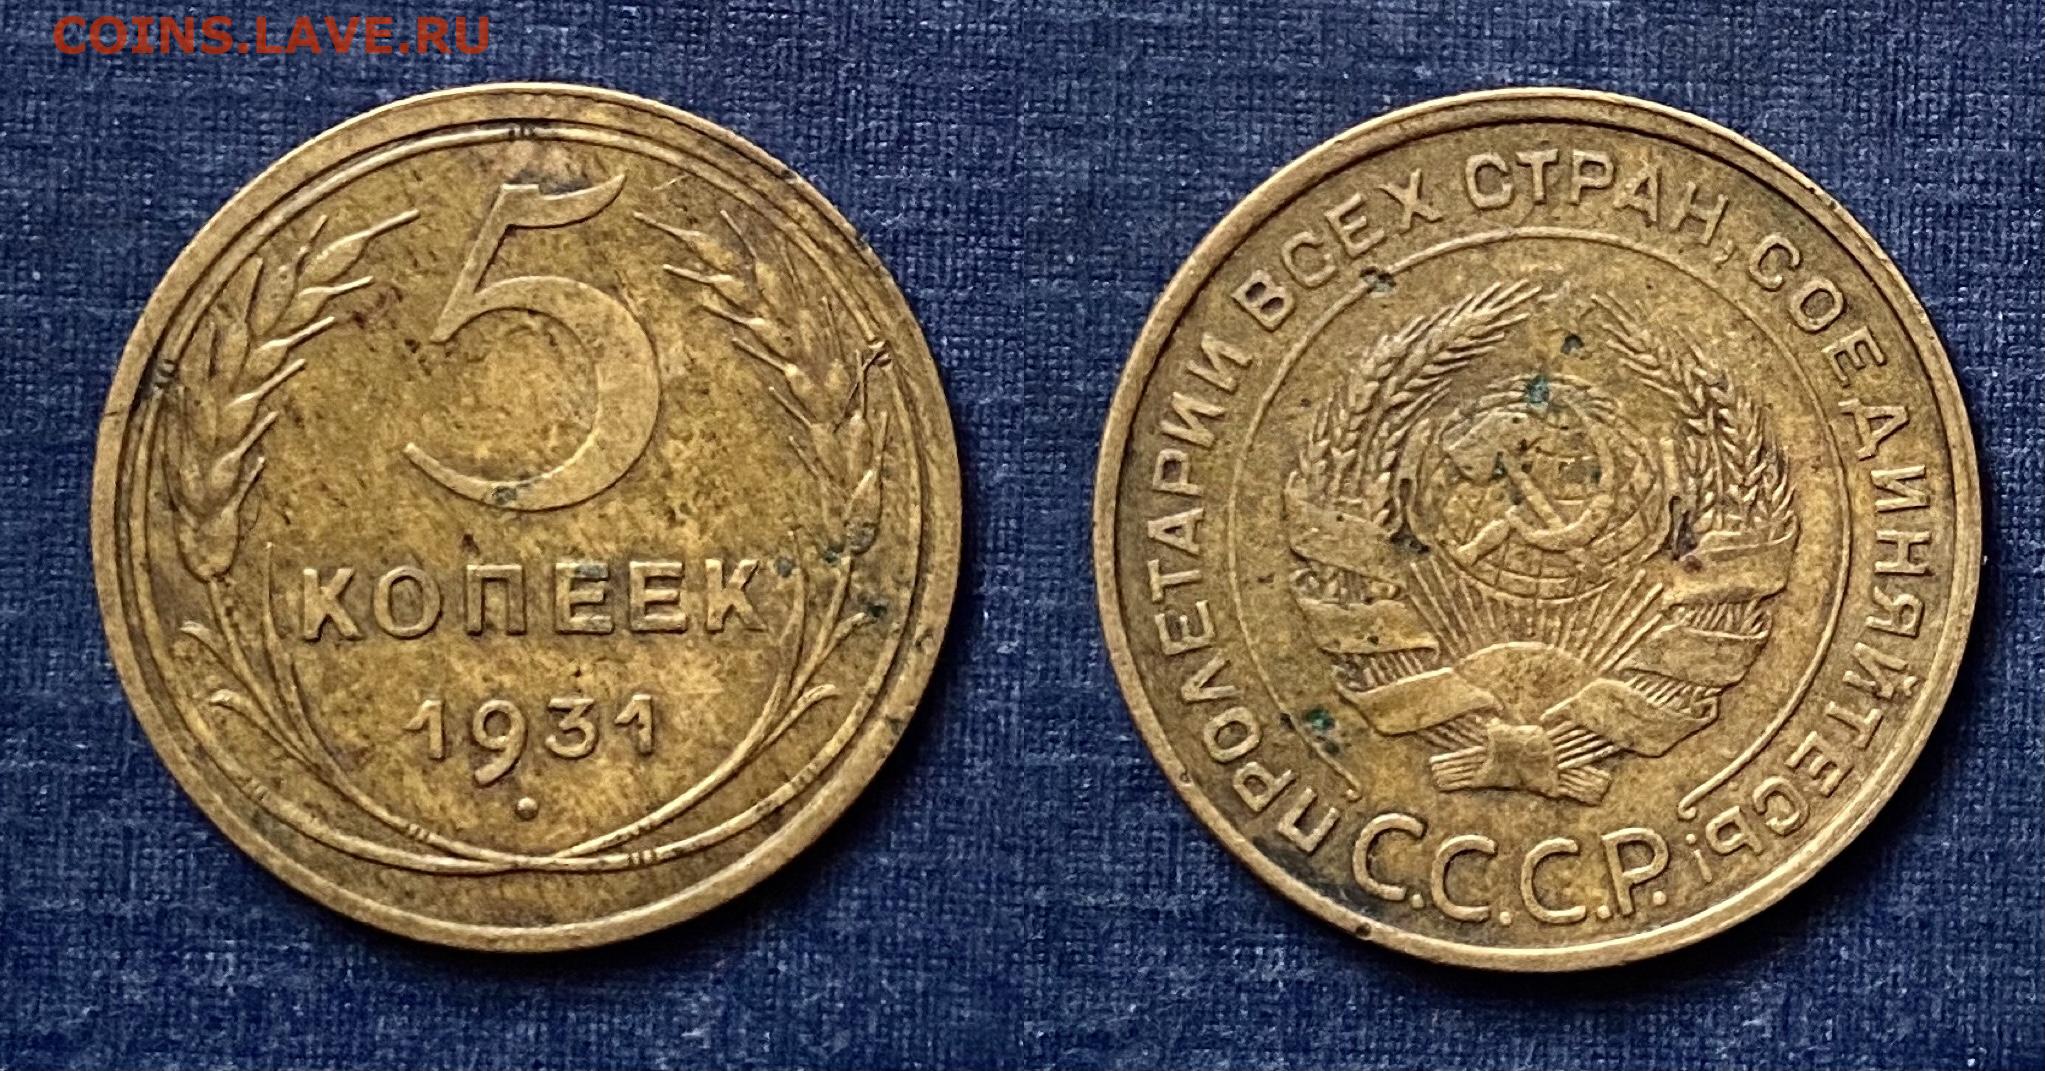 COINS.LAVE.RU
5
КОПЕЕК
1931
ПРОЛЕТАРИИ ВСЕХ СТРАН, СОЕДИНЯЙТЕСЬ!
С.С.С.Р.